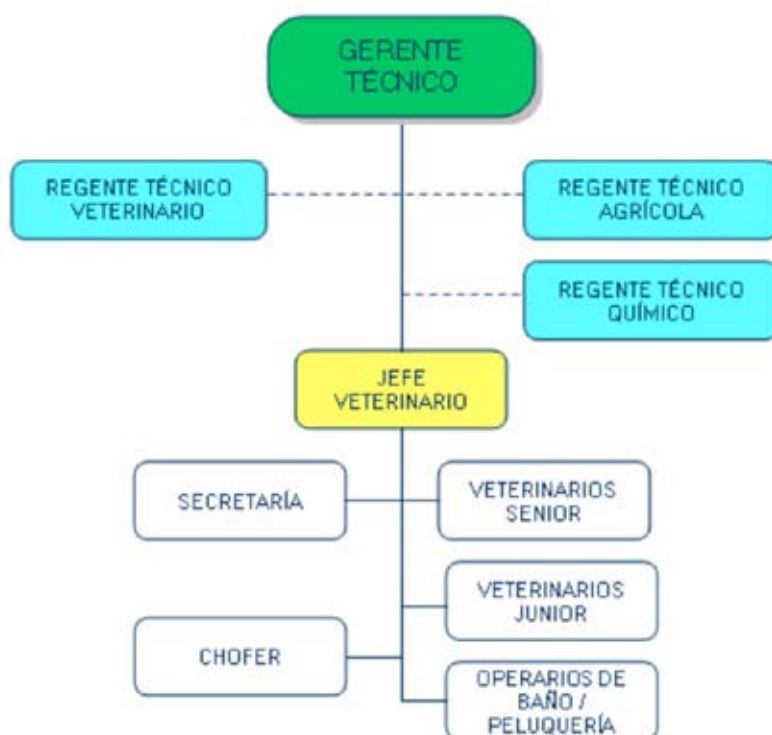 GERENTE
TÉCNICO
REGENTE TÉCNICO
VETERINARIO
REGENTE TÉCNICO
AGRÍCOLA
REGENTE TÉCNICO
QUÍMICO
JEFE
VETERINARIO
SECRETARÍA
VETERINARIOS
SENIOR
VETERINARIOS
JUNIOR
CHOFER
OPERARIOS DE
BAÑO /
PELUQUERÍA